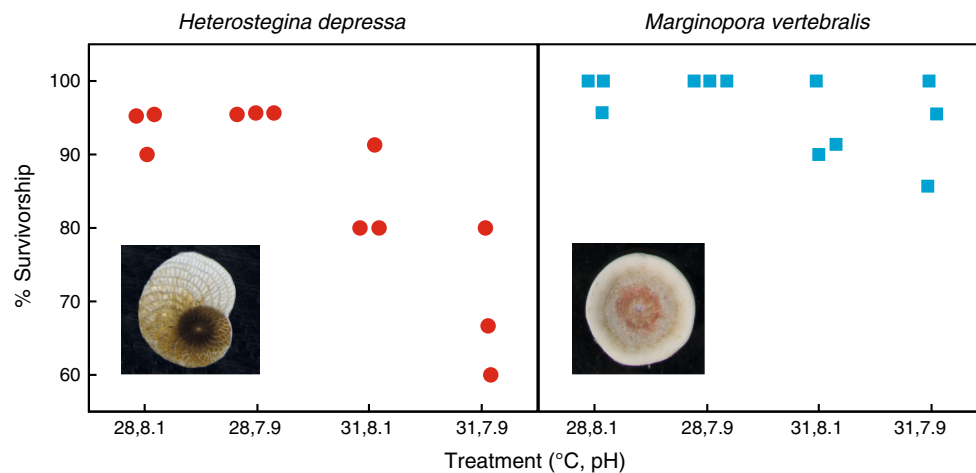 Heterostegina depressa
Marginopora vertebralis
% Survivorship
100
90
80
70
60
28,8.1 28,7.9 31,8.1 31,7.9
28,8.1 28,7.9 31,8.1 31,7.9
Treatment (°C, pH)